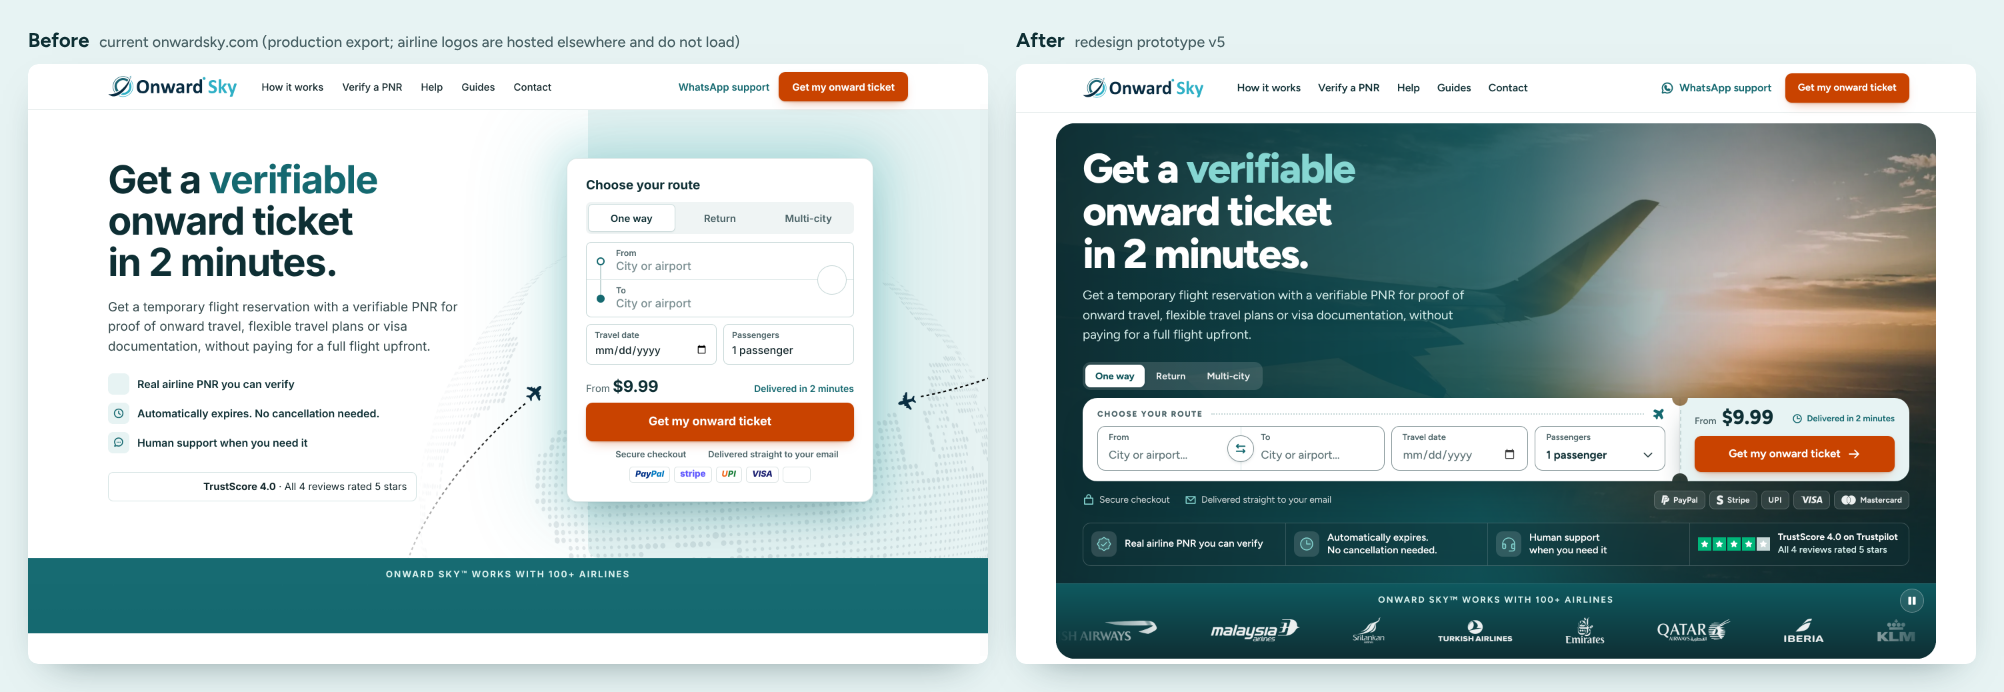 Before current onwardsky.com (production export; airline logos are hosted elsewhere and do not load)
Onward Sky
How it works
Verify a PNR
Help
Guides
Contact
WhatsApp support
Get my onward ticket
Get a verifiable
onward ticket
in 2 minutes.
Get a temporary flight reservation with a verifiable PNR for
proof of onward travel, flexible travel plans or visa
documentation, without paying for a full flight upfront.
Real airline PNR you can verify
Automatically expires. No cancellation needed.
Human support when you need it
TrustScore 4.0 · All 4 reviews rated 5 stars
Choose your route
One way
Return
Multi-city
From
City or airport
To
City or airport
Travel date
mm/dd/yyyy
Passengers
1 passenger
From $9.99
Delivered in 2 minutes
Get my onward ticket
Secure checkout
Delivered straight to your email
PayPal
stripe
UPI
VISA
ONWARD SKY™ WORKS WITH 100+ AIRLINES
After redesign prototype v5
Onward Sky
How it works
Verify a PNR
Help
Guides
Contact
WhatsApp support
Get my onward ticket
Get a verifiable
onward ticket
in 2 minutes.
Get a temporary flight reservation with a verifiable PNR for proof of
onward travel, flexible travel plans or visa documentation, without
paying for a full flight upfront.
One way
Return
Multi-city
CHOOSE YOUR ROUTE
From
City or airport...
To
City or airport...
Travel date
mm/dd/yyyy
Passengers
1 passenger
From $9.99
Delivered in 2 minutes
Get my onward ticket
Secure checkout
Delivered straight to your email
PayPal
Stripe
UPI
VISA
Mastercard
Real airline PNR you can verify
Automatically expires.
No cancellation needed.
Human support
when you need it
TrustScore 4.0 on Trustpilot
All 4 reviews rated 5 stars
ONWARD SKY™ WORKS WITH 100+ AIRLINES
SH AIRWAYS
malaysia
airlines
SriLankan
TURKISH AIRLINES
Emirates
QATAR
AIRWAYS
IBERIA
KLM